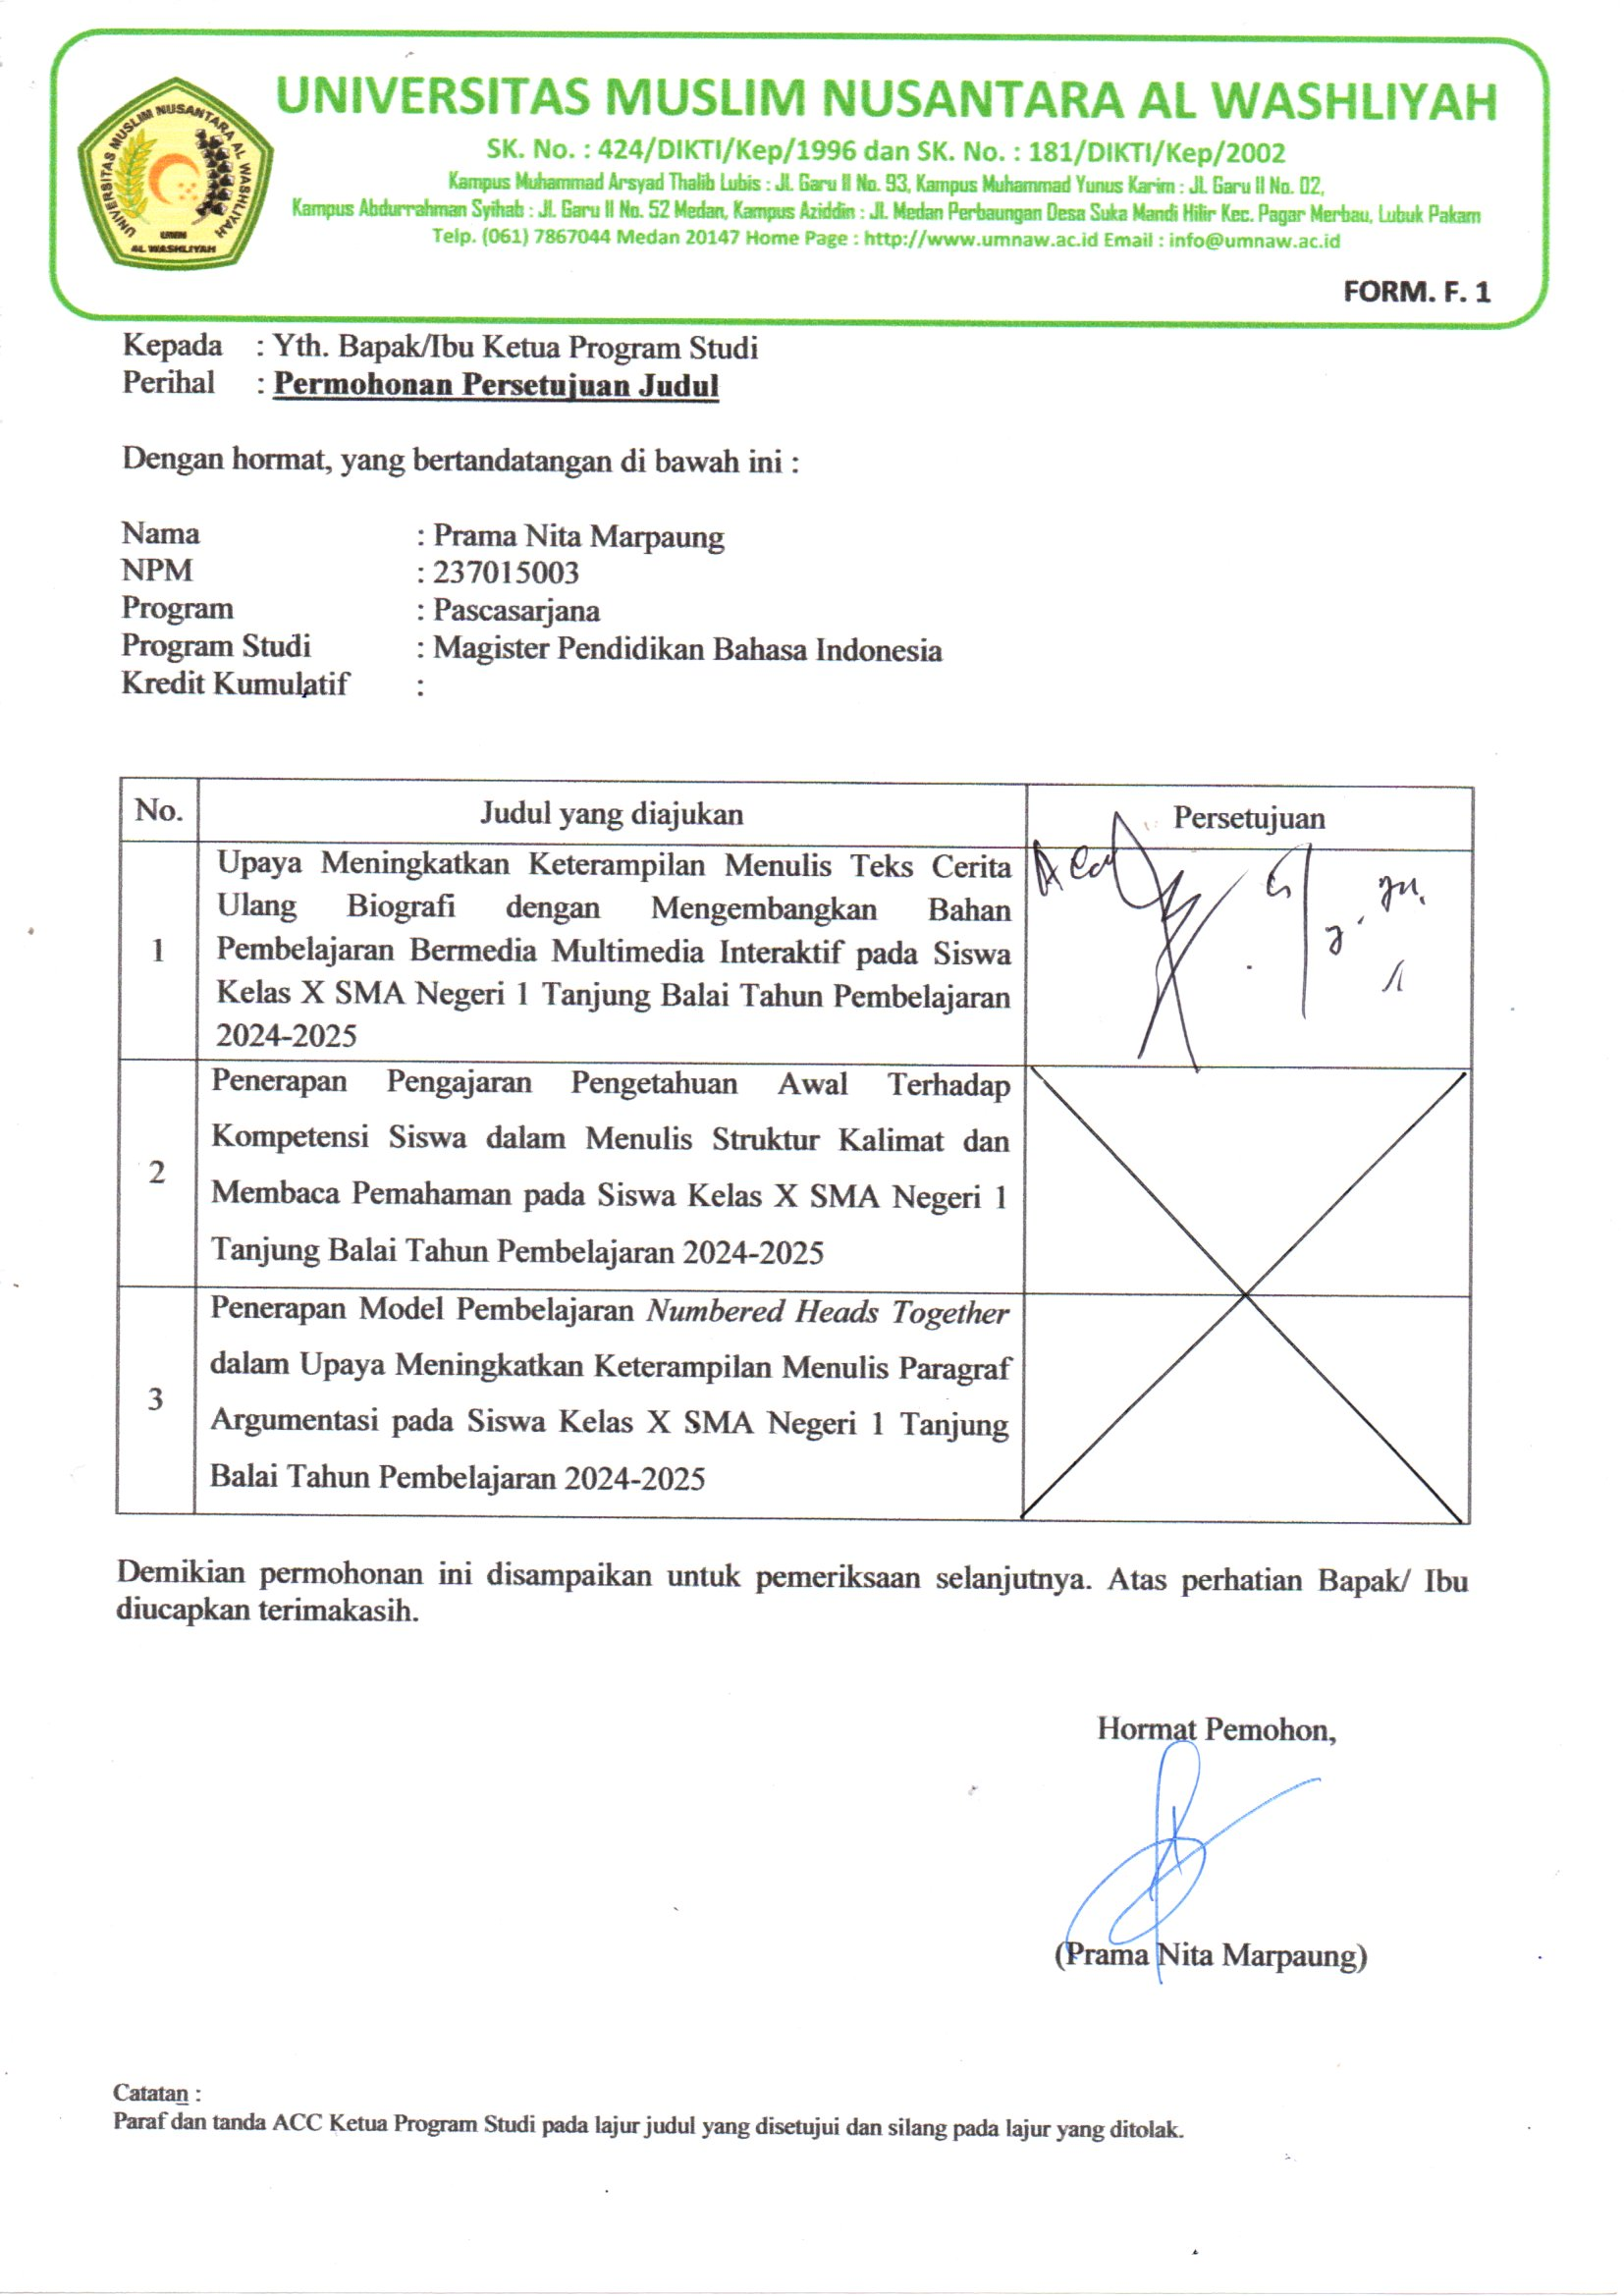 UNIVERSITAS MUSLIM NUSANTARA AL WASHLIYAH
UMN
AL WASHLIYAH
UNIVERSITAS MUSLIM NUSANTARA AL WASHLIYAH
SK. No. : 424/DIKTI/Kep/1996 dan SK. No. : 181/DIKTI/Kep/2002
Kampus Muhammad Arsyad Thalib Lubis : Jl. Garu II No. 93, Kampus Muhammad Yunus Karim : Jl. Garu II No. 02,
Kampus Abdurrahman Syihab : Jl. Garu II No. 52 Medan, Kampus Aziddin : Jl. Medan Perbaungan Desa Suka Mandi Hilir Kec. Pagar Merbau, Lubuk Pakam
Telp. (061) 7867044 Medan 20147 Home Page : http://www.umnaw.ac.id Email : info@umnaw.ac.id
FORM. F. 1
Kepada : Yth. Bapak/Ibu Ketua Program Studi
Perihal : Permohonan Persetujuan Judul
Dengan hormat, yang bertandatangan di bawah ini :
Nama : Prama Nita Marpaung
NPM : 237015003
Program : Pascasarjana
Program Studi : Magister Pendidikan Bahasa Indonesia
Kredit Kumulatif :
No. Judul yang diajukan Persetujuan
1
Upaya Meningkatkan Keterampilan Menulis Teks Cerita
Ulang Biografi dengan Mengembangkan Bahan
Pembelajaran Bermedia Multimedia Interaktif pada Siswa
Kelas X SMA Negeri 1 Tanjung Balai Tahun Pembelajaran
2024-2025
2
Penerapan Pengajaran Pengetahuan Awal Terhadap
Kompetensi Siswa dalam Menulis Struktur Kalimat dan
Membaca Pemahaman pada Siswa Kelas X SMA Negeri 1
Tanjung Balai Tahun Pembelajaran 2024-2025
3
Penerapan Model Pembelajaran Numbered Heads Together
dalam Upaya Meningkatkan Keterampilan Menulis Paragraf
Argumentasi pada Siswa Kelas X SMA Negeri 1 Tanjung
Balai Tahun Pembelajaran 2024-2025
Demikian permohonan ini disampaikan untuk pemeriksaan selanjutnya. Atas perhatian Bapak/ Ibu
diucapkan terimakasih.
Hormat Pemohon,
(Prama Nita Marpaung)
Catatan :
Paraf dan tanda ACC Ketua Program Studi pada lajur judul yang disetujui dan silang pada lajur yang ditolak.